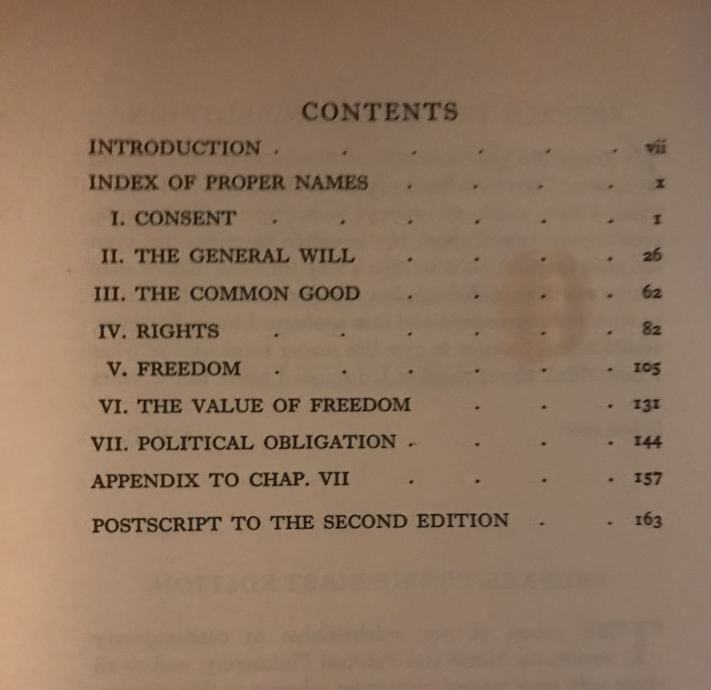 CONTENTS
INTRODUCTION . . . . . . vii
INDEX OF PROPER NAMES . . . . x
I. CONSENT . . . . . . 1
II. THE GENERAL WILL . . . . 26
III. THE COMMON GOOD . . . . 62
IV. RIGHTS . . . . . . 82
V. FREEDOM . . . . . . 105
VI. THE VALUE OF FREEDOM . . . 131
VII. POLITICAL OBLIGATION . . . . 144
APPENDIX TO CHAP. VII . . . . 157
POSTSCRIPT TO THE SECOND EDITION . . 163